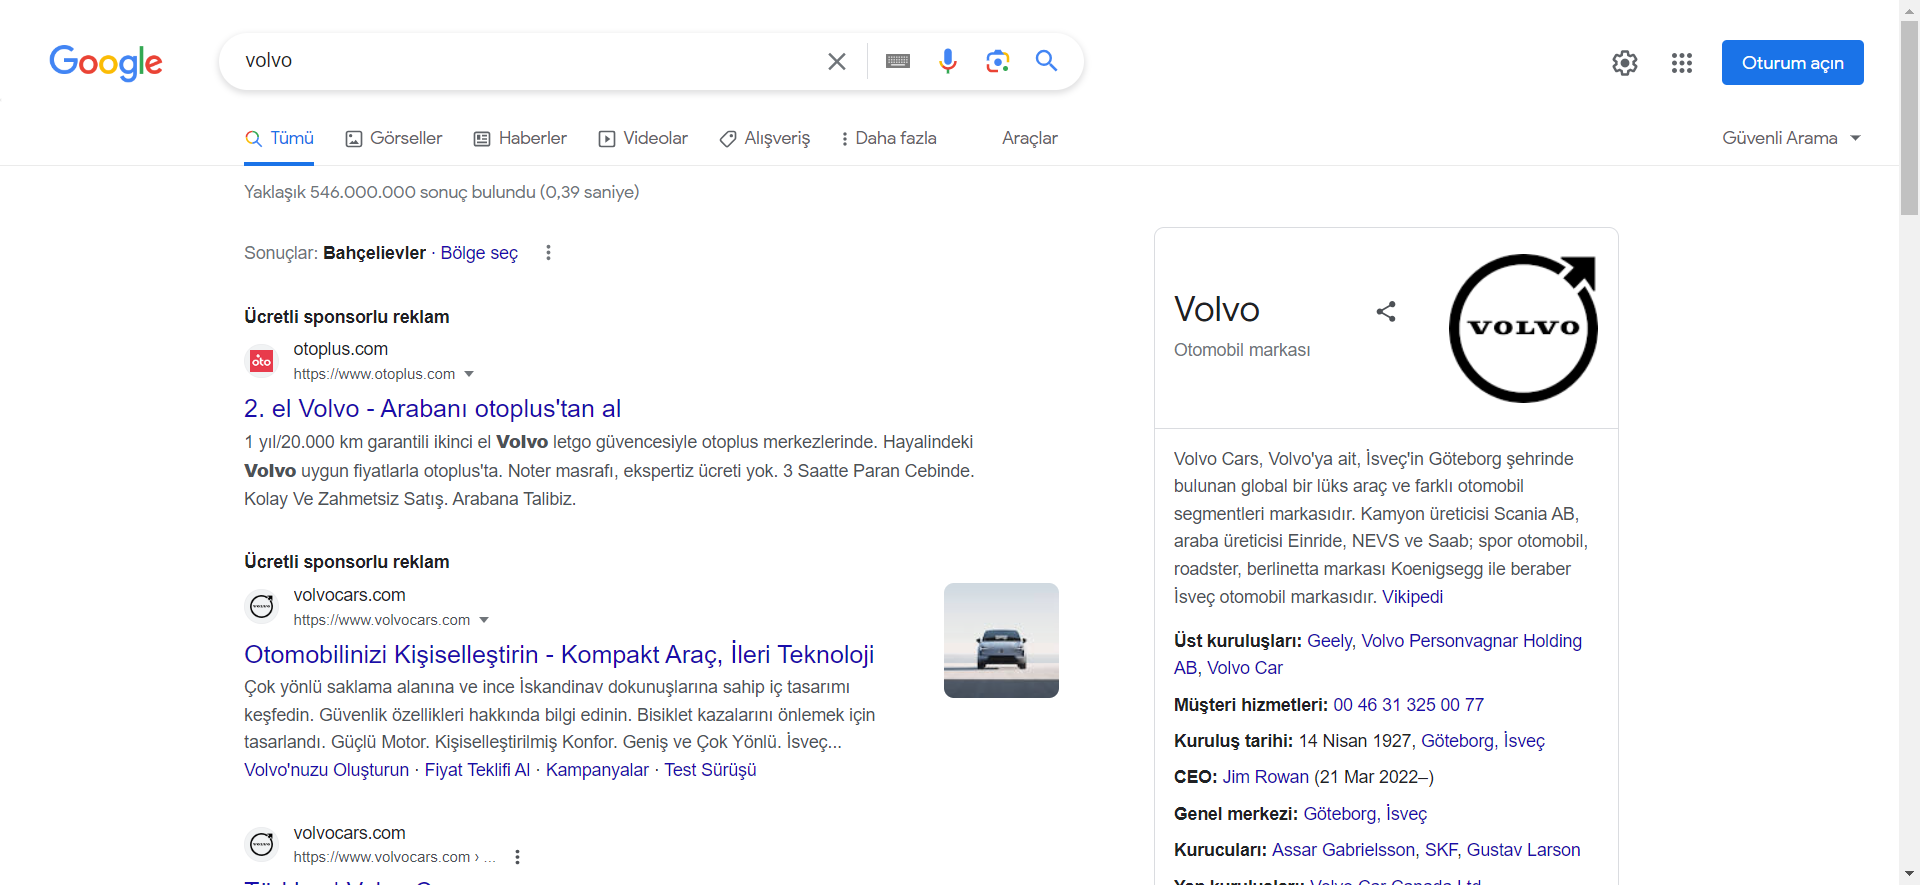 Google
volvo
Oturum açın
Tümü
Görseller
Haberler
Videolar
Alışveriş
Daha fazla
Araçlar
Güvenli Arama
Yaklaşık 546.000.000 sonuç bulundu (0,39 saniye)
Sonuçlar: Bahçelievler · Bölge seç
Ücretli sponsorlu reklam
oto
otoplus.com
https://www.otoplus.com
2. el Volvo - Arabanı otoplus'tan al
1 yıl/20.000 km garantili ikinci el Volvo letgo güvencesiyle otoplus merkezlerinde. Hayalindeki
Volvo uygun fiyatlarla otoplus'ta. Noter masrafı, ekspertiz ücreti yok. 3 Saatte Paran Cebinde.
Kolay Ve Zahmetsiz Satış. Arabana Talibiz.
Ücretli sponsorlu reklam
VOLVO
volvocars.com
https://www.volvocars.com
Otomobilinizi Kişiselleştirin - Kompakt Araç, İleri Teknoloji
Çok yönlü saklama alanına ve ince İskandinav dokunuşlarına sahip iç tasarımı
keşfedin. Güvenlik özellikleri hakkında bilgi edinin. Bisiklet kazalarını önlemek için
tasarlandı. Güçlü Motor. Kişiselleştirilmiş Konfor. Geniş ve Çok Yönlü. İsveç...
Volvo'nuzu Oluşturun · Fiyat Teklifi Al · Kampanyalar · Test Sürüşü
VOLVO
volvocars.com
https://www.volvocars.com › ...
Volvo
Otomobil markası
VOLVO
Volvo Cars, Volvo'ya ait, İsveç'in Göteborg şehrinde
bulunan global bir lüks araç ve farklı otomobil
segmentleri markasıdır. Kamyon üreticisi Scania AB,
araba üreticisi Einride, NEVS ve Saab; spor otomobil,
roadster, berlinetta markası Koenigsegg ile beraber
İsveç otomobil markasıdır. Vikipedi
Üst kuruluşları: Geely, Volvo Personvagnar Holding
AB, Volvo Car
Müşteri hizmetleri: 00 46 31 325 00 77
Kuruluş tarihi: 14 Nisan 1927, Göteborg, İsveç
CEO: Jim Rowan (21 Mar 2022–)
Genel merkezi: Göteborg, İsveç
Kurucuları: Assar Gabrielsson, SKF, Gustav Larson
Yan kuruluşları: Volvo Car Canada Ltd